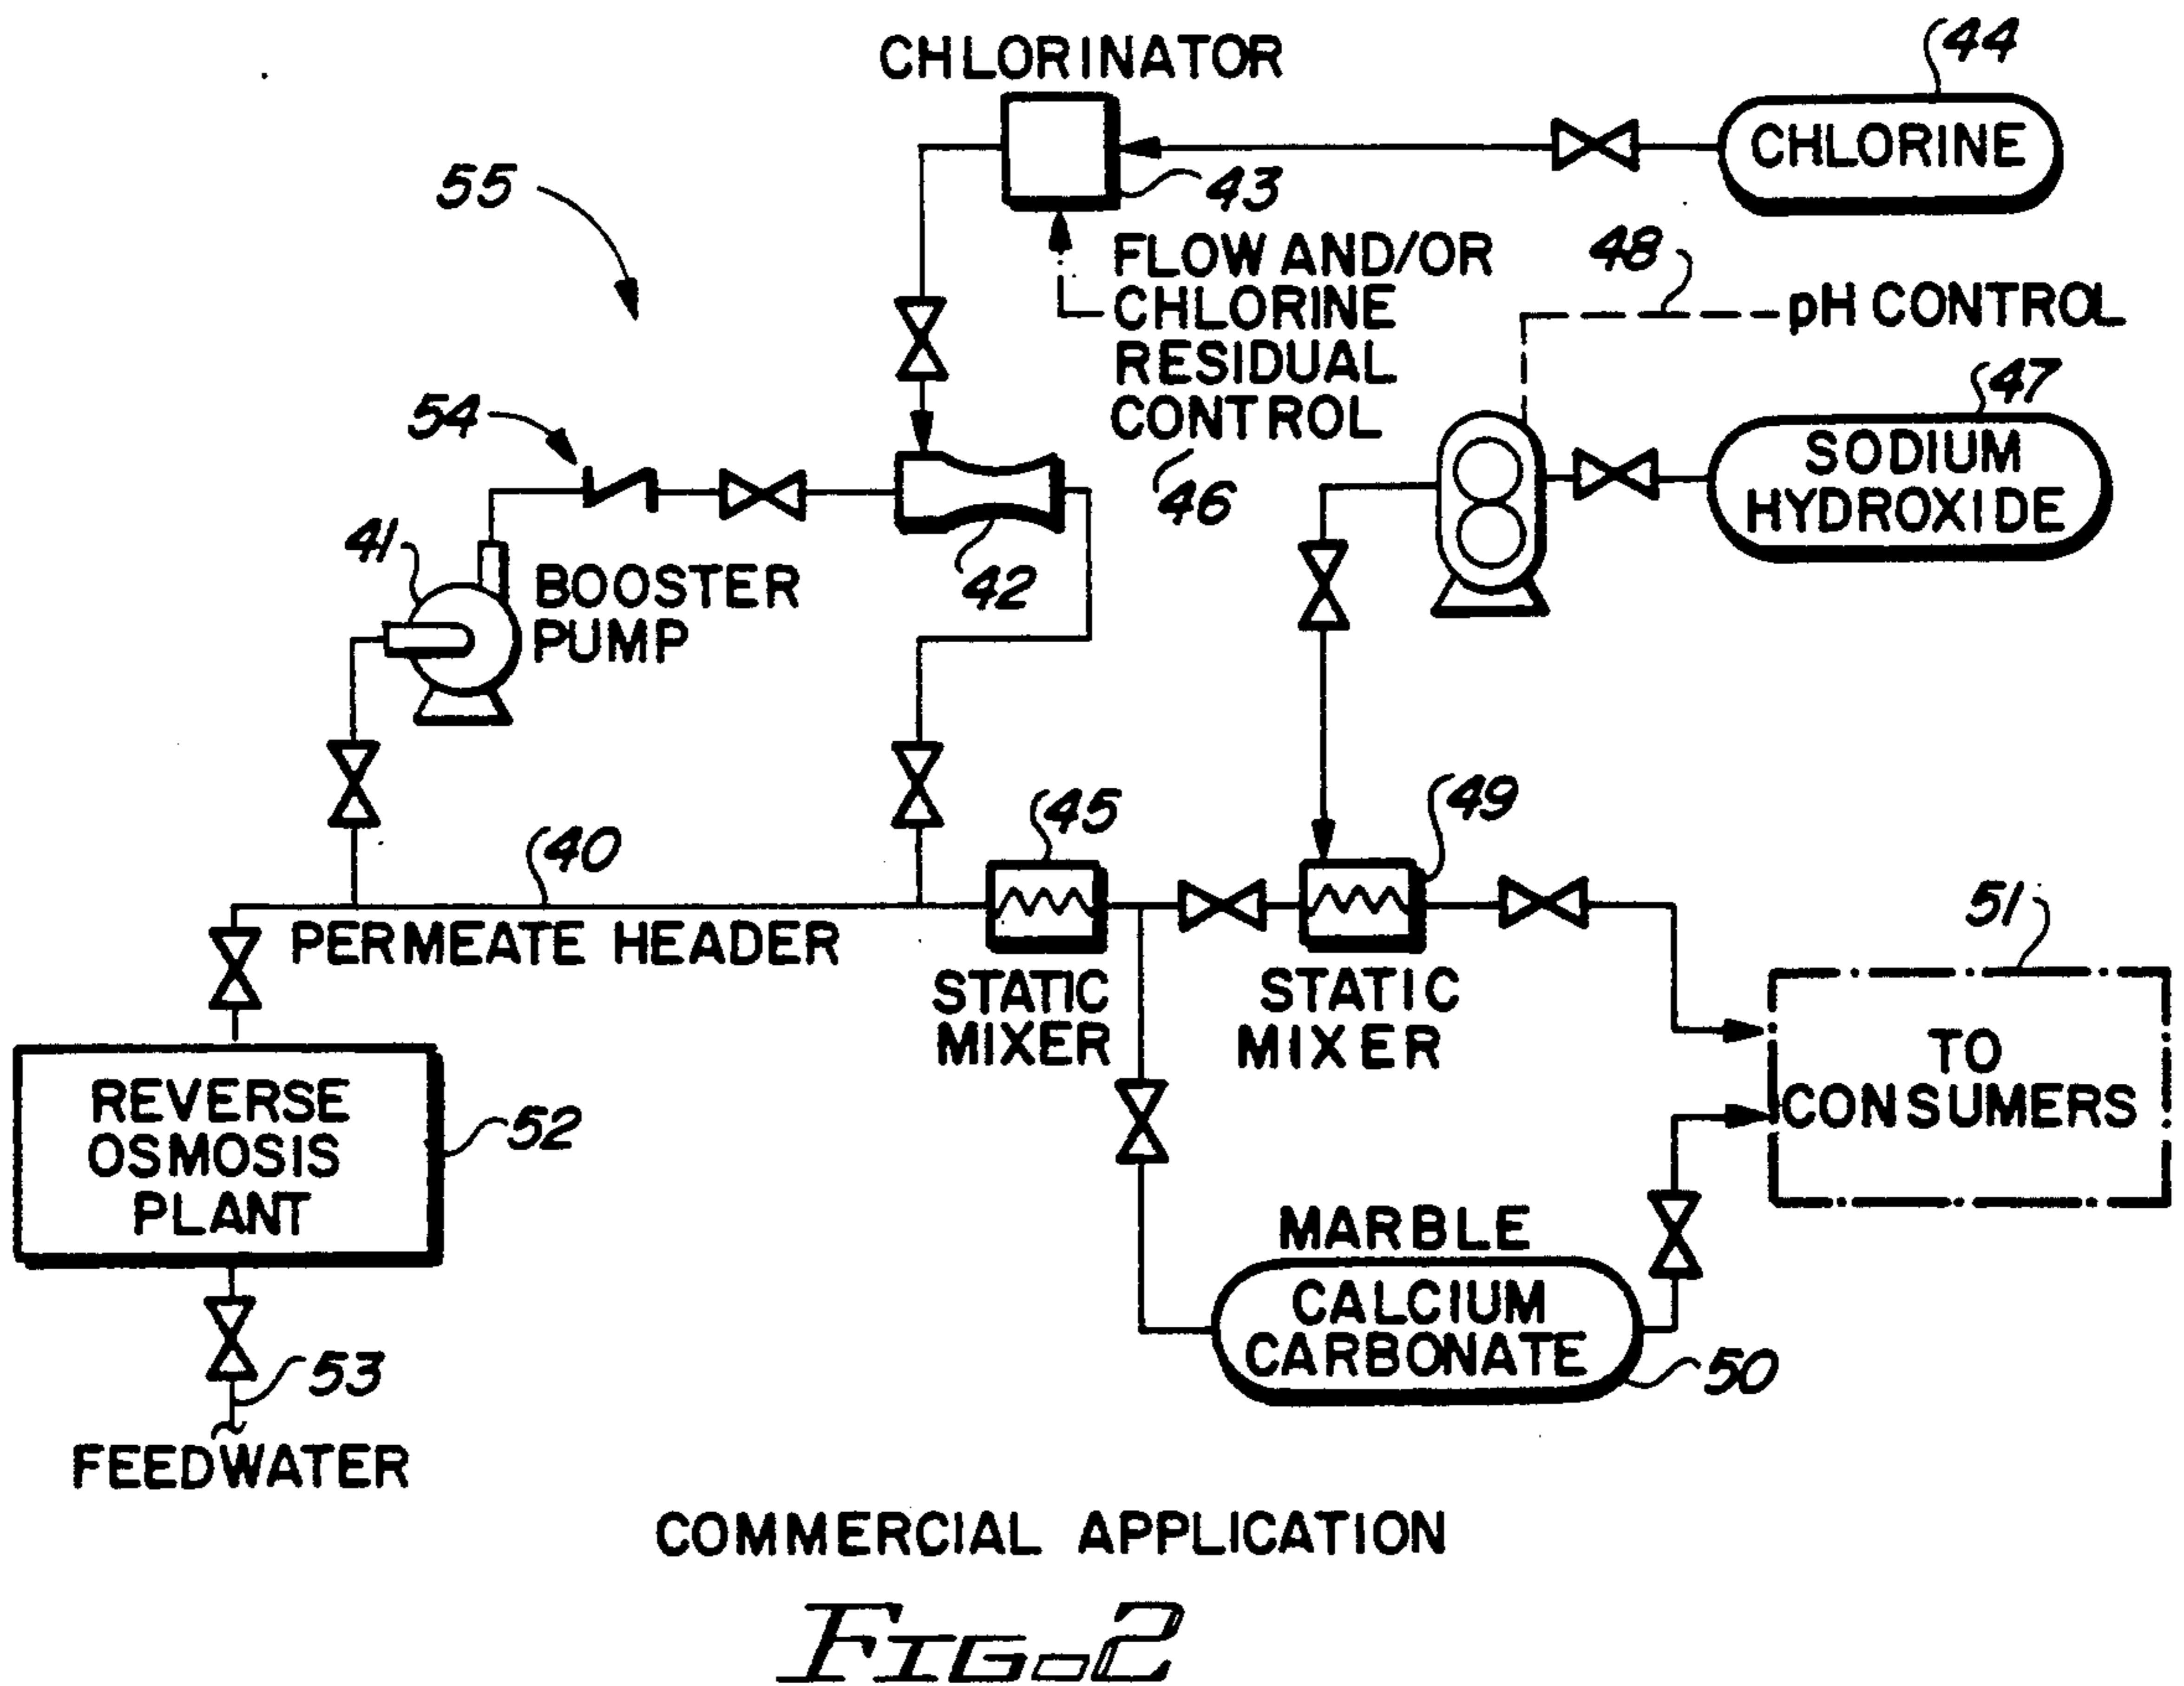 CHLORINATOR
44
CHLORINE
55
43
FLOW AND/OR
CHLORINE
RESIDUAL
CONTROL
48
pH CONTROL
47
SODIUM
HYDROXIDE
54
46
41
BOOSTER
PUMP
42
45
49
40
PERMEATE HEADER
STATIC
MIXER
STATIC
MIXER
51
TO
CONSUMERS
REVERSE
OSMOSIS
PLANT
52
MARBLE
CALCIUM
CARBONATE
50
53
FEEDWATER
COMMERCIAL APPLICATION
FIG. 2